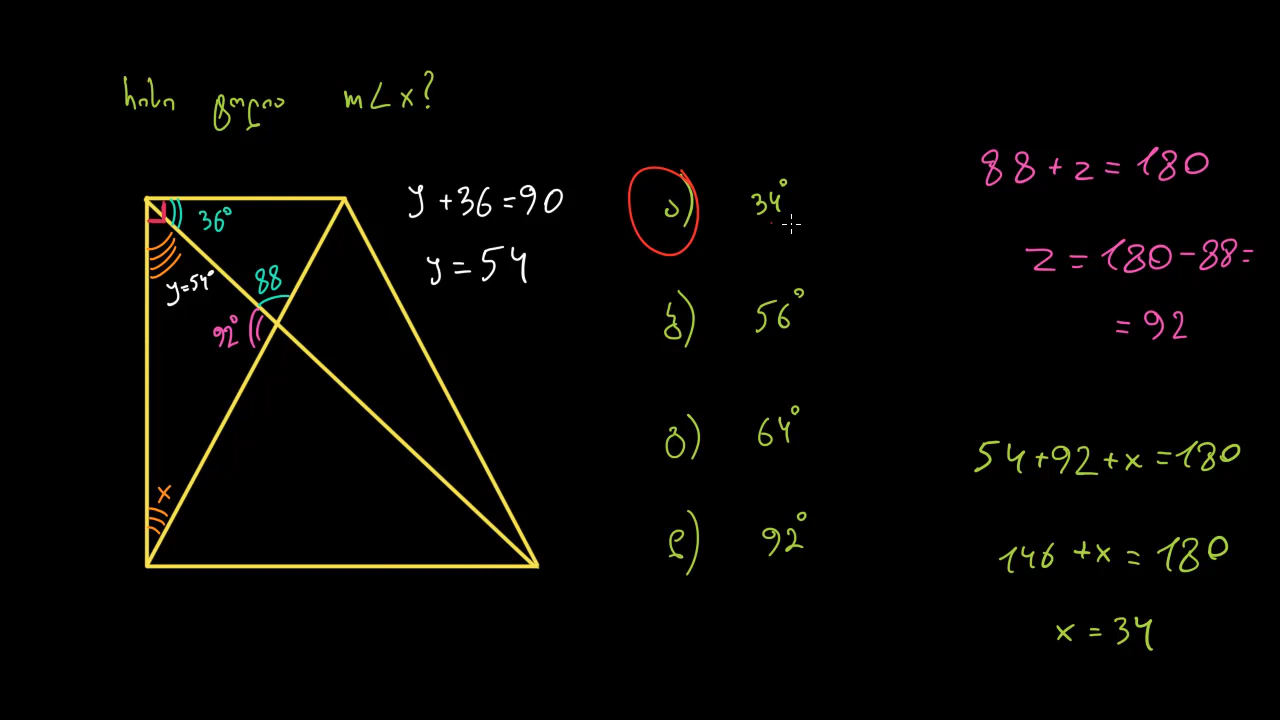 რისი ტოლია m∠x?
36°
y=54°
88
92°
x
y+36=90
y=54
ა) 34°
ბ) 56°
გ) 64°
დ) 92°
88+z=180
z=180-88=
=92
54+92+x=180
146+x=180
x=34